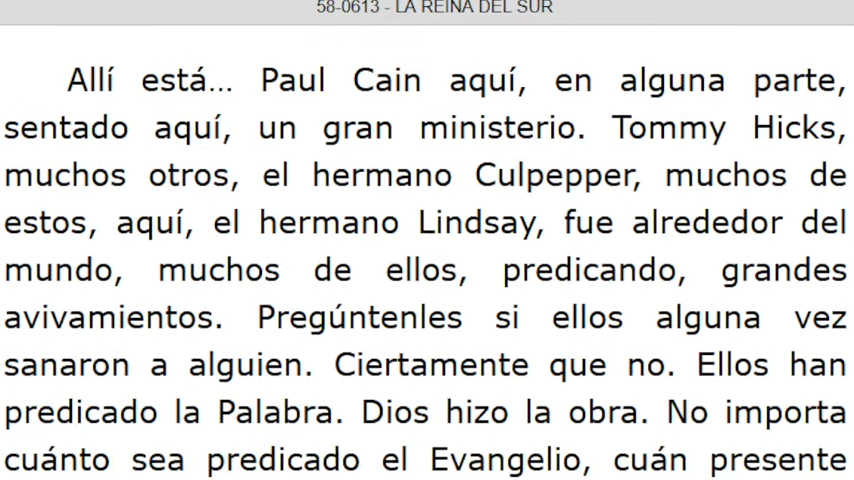 58-0613 - LA REINA DEL SUR
Allí está... Paul Cain aquí, en alguna parte,
sentado aquí, un gran ministerio. Tommy Hicks,
muchos otros, el hermano Culpepper, muchos de
estos, aquí, el hermano Lindsay, fue alrededor del
mundo, muchos de ellos, predicando, grandes
avivamientos. Pregúntenles si ellos alguna vez
sanaron a alguien. Ciertamente que no. Ellos han
predicado la Palabra. Dios hizo la obra. No importa
cuánto sea predicado el Evangelio, cuán presente